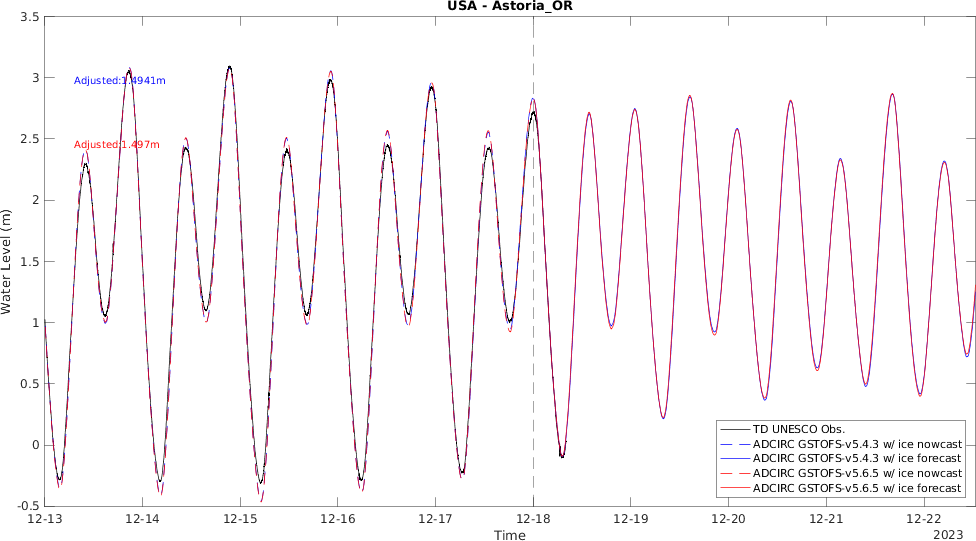 USA - Astoria_OR
3.5
3
2.5
2
1.5
1
0.5
0
-0.5
Water Level (m)
Adjusted:1.4941m
Adjusted:1.497m
TD UNESCO Obs.
ADCIRC GSTOFS-v5.4.3 w/ ice nowcast
ADCIRC GSTOFS-v5.4.3 w/ ice forecast
ADCIRC GSTOFS-v5.6.5 w/ ice nowcast
ADCIRC GSTOFS-v5.6.5 w/ ice forecast
12-13 12-14 12-15 12-16 12-17 12-18 12-19 12-20 12-21 12-22
Time
2023